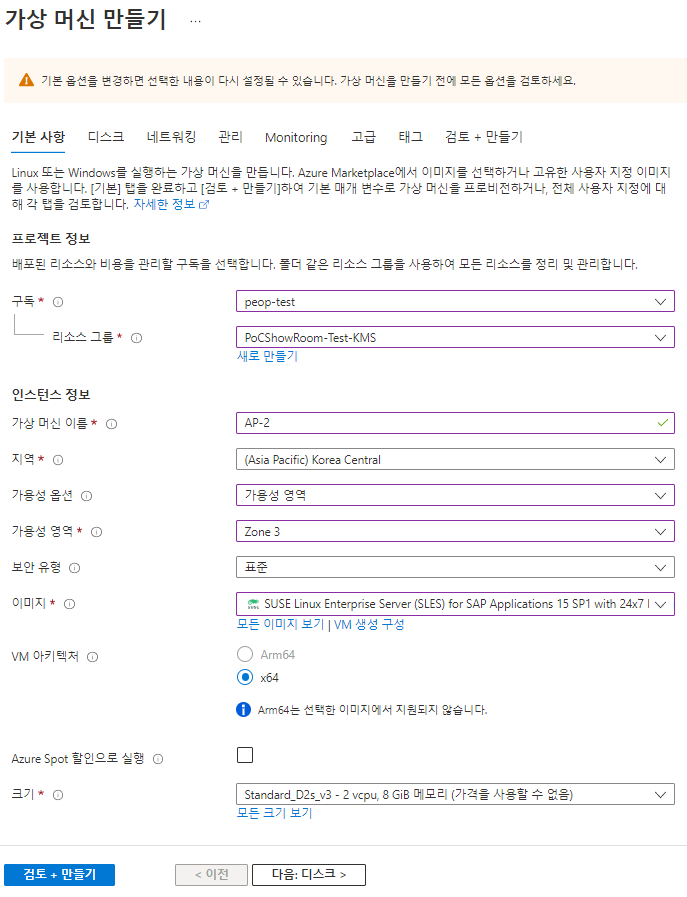 가상 머신 만들기 ...
기본 옵션을 변경하면 선택한 내용이 다시 설정될 수 있습니다. 가상 머신을 만들기 전에 모든 옵션을 검토하세요.
기본 사항 디스크 네트워킹 관리 Monitoring 고급 태그 검토 + 만들기
Linux 또는 Windows를 실행하는 가상 머신을 만듭니다. Azure Marketplace에서 이미지를 선택하거나 고유한 사용자 지정 이미지
를 사용합니다. [기본] 탭을 완료하고 [검토 + 만들기]하여 기본 매개 변수로 가상 머신을 프로비전하거나, 전체 사용자 지정에 대
해 각 탭을 검토합니다. 자세한 정보
프로젝트 정보
배포된 리소스와 비용을 관리할 구독을 선택합니다. 폴더 같은 리소스 그룹을 사용하여 모든 리소스를 정리 및 관리합니다.
구독 * peop-test
리소스 그룹 * PoCShowRoom-Test-KMS
새로 만들기
인스턴스 정보
가상 머신 이름 * AP-2
지역 * (Asia Pacific) Korea Central
가용성 옵션 가용성 영역
가용성 영역 * Zone 3
보안 유형 표준
이미지 * SUSE Linux Enterprise Server (SLES) for SAP Applications 15 SP1 with 24x7
모든 이미지 보기 | VM 생성 구성
VM 아키텍처 Arm64
x64
Arm64는 선택한 이미지에서 지원되지 않습니다.
Azure Spot 할인으로 실행
크기 * Standard_D2s_v3 - 2 vcpu, 8 GiB 메모리 (가격을 사용할 수 없음)
모든 크기 보기
검토 + 만들기 < 이전 다음: 디스크 >